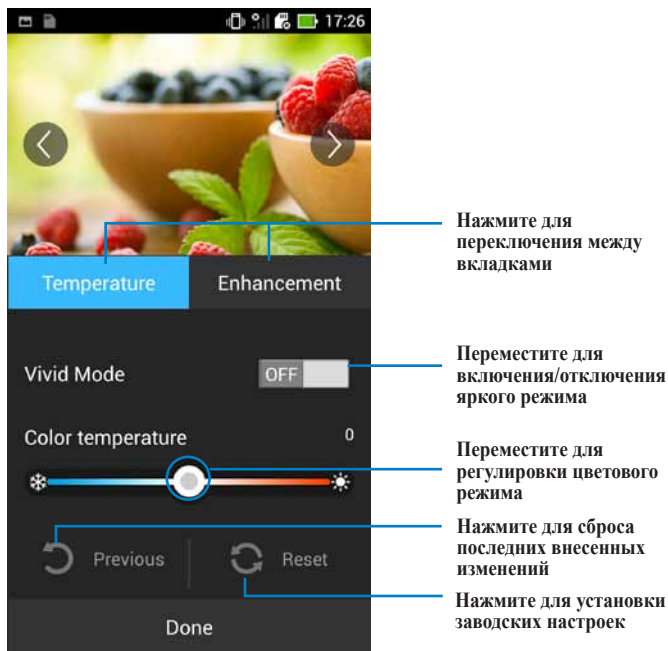 17:26
Temperature
Enhancement
Нажмите для
переключения между
вкладками
Vivid Mode
OFF
Переместите для
включения/отключения
яркого режима
Color temperature
0
Переместите для
регулировки цветового
режима
Previous
Reset
Нажмите для сброса
последних внесенных
изменений
Нажмите для установки
заводских настроек
Done